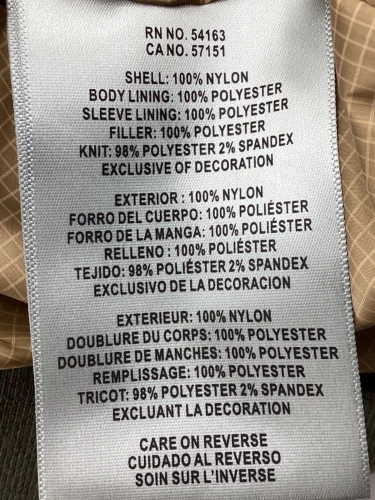 RN NO. 54163
CA NO. 57151
SHELL: 100% NYLON
BODY LINING: 100% POLYESTER
SLEEVE LINING: 100% POLYESTER
FILLER: 100% POLYESTER
KNIT: 98% POLYESTER 2% SPANDEX
EXCLUSIVE OF DECORATION
EXTERIOR : 100% NYLON
FORRO DEL CUERPO: 100% POLIÉSTER
FORRO DE LA MANGA: 100% POLIÉSTER
RELLENO : 100% POLIÉSTER
TEJIDO: 98% POLIÉSTER 2% SPANDEX
EXCLUSIVO DE LA DECORACION
EXTERIEUR: 100% NYLON
DOUBLURE DU CORPS: 100% POLYESTER
DOUBLURE DE MANCHES: 100% POLYESTER
REMPLISSAGE: 100% POLYESTER
TRICOT: 98% POLYESTER 2% SPANDEX
EXCLUANT LA DECORATION
CARE ON REVERSE
CUIDADO AL REVERSO
SOIN SUR L'INVERSE